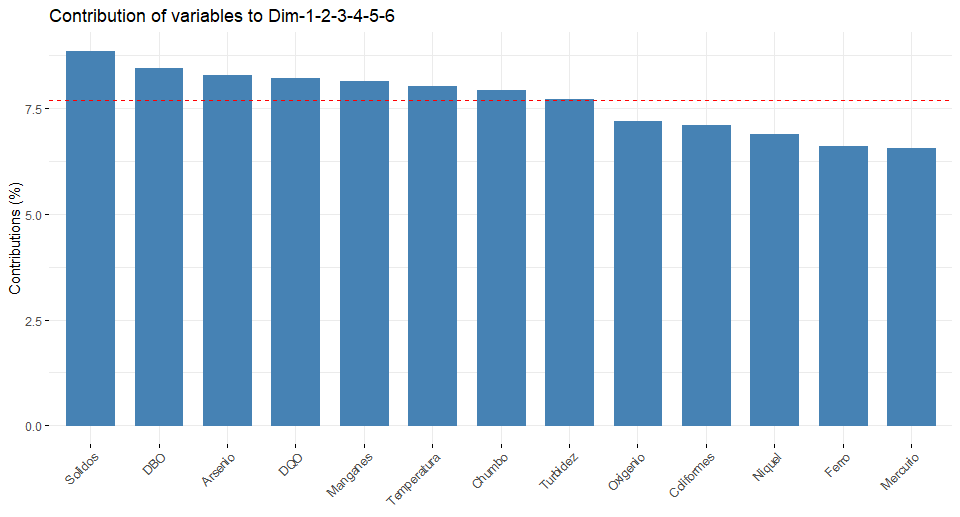 Contribution of variables to Dim-1-2-3-4-5-6
Contributions (%)
7.5
5.0
2.5
0.0
Solidos
DBO
Arsenio
DQO
Manganes
Temperatura
Chumbo
Turbidez
Oxigenio
Coliformes
Niquel
Ferro
Mercurio